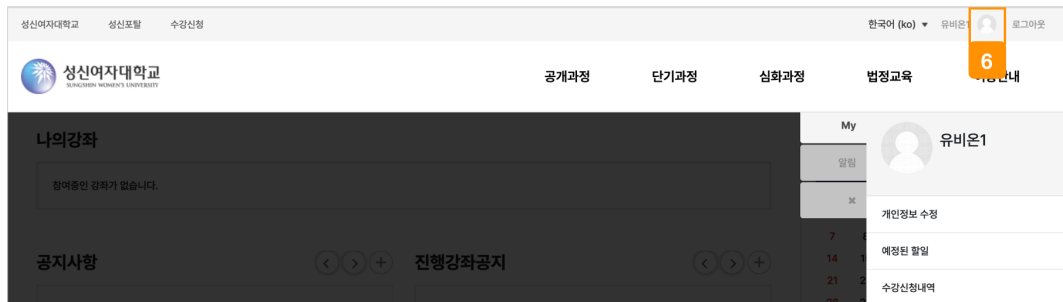 성신여자대학교 성신포탈 수강신청 한국어 (ko) ▼ 유비온1 로그아웃
6
성신여자대학교 공개과정 단기과정 심화과정 법정교육
SUNGSHIN WOMEN'S UNIVERSITY
나의강좌 My 유비온1
알림
참여중인 강좌가 없습니다.
개인정보 수정
7
예정된 할일
공지사항 진행강좌공지 14
21
수강신청내역